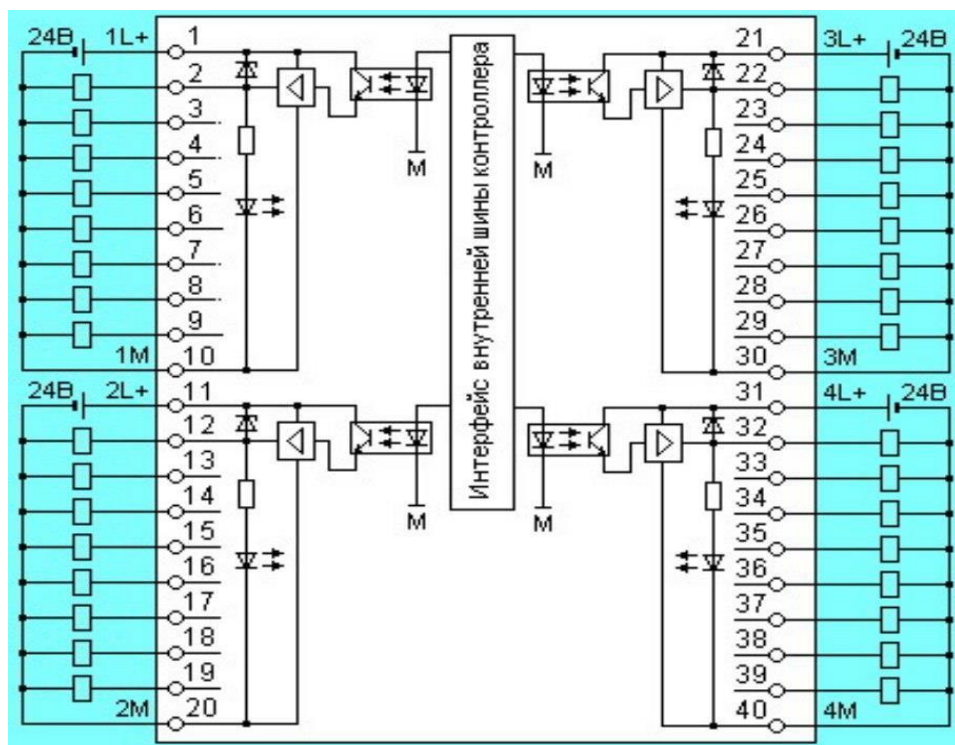 24В 1L+ 1 21 3L+ 24В
2 22
3 23
4 24
М М
5 25
6 26
7 27
8 28
9 29
1М 10 30 3М
24В 2L+ 11 31 4L+ 24В
12 32
13 33
14 34
М М
15 35
16 36
17 37
18 38
19 39
2М 20 40 4М
Интерфейс внутренней шины контроллера